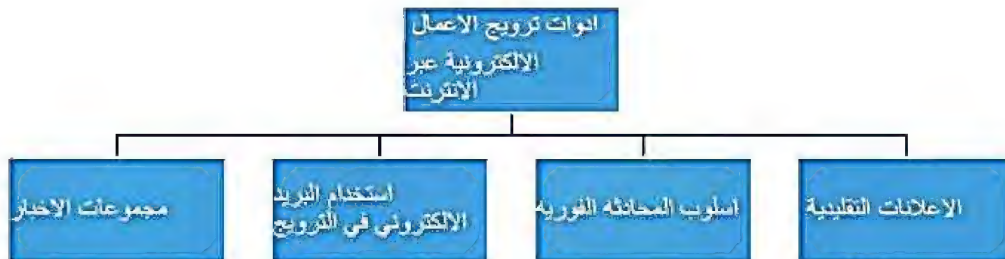 ادوات ترويج الاعمال
الالكترونية عبر
الانترنت
الاعلانات التقليدية
اسلوب المحادثه الفوريه
استخدام البريد
الالكتروني في الترويج
مجموعات الاخبار